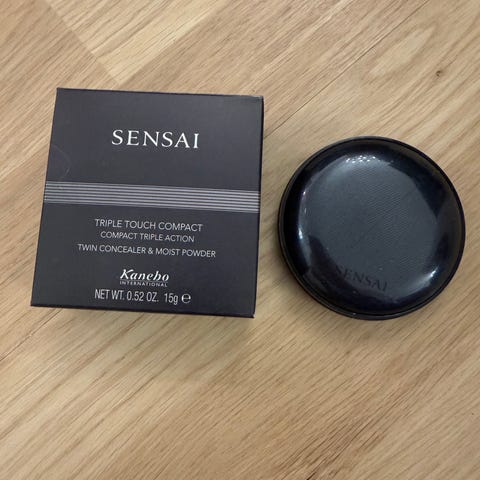 SENSAI
TRIPLE TOUCH COMPACT
COMPACT TRIPLE ACTION
TWIN CONCEALER & MOIST POWDER
Kanebo
INTERNATIONAL
NET WT. 0.52 OZ. 15g ℮
SENSAI